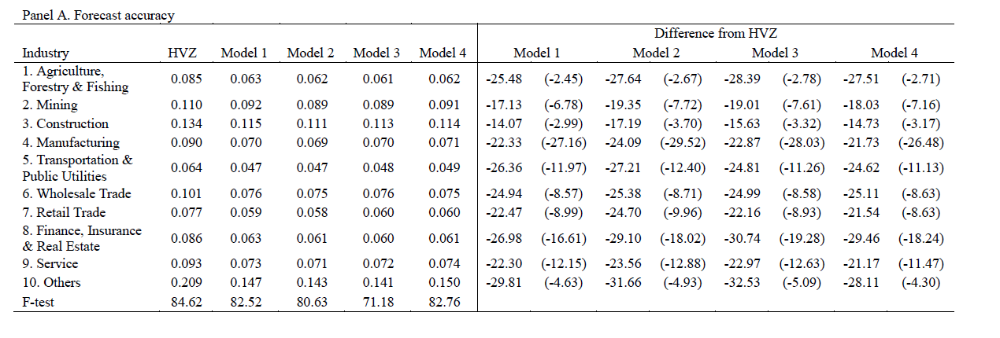 Panel A. Forecast accuracy
Difference from HVZ
Industry HVZ Model 1 Model 2 Model 3 Model 4 Model 1 Model 2 Model 3 Model 4
1. Agriculture,
Forestry & Fishing 0.085 0.063 0.062 0.061 0.062 -25.48 (-2.45) -27.64 (-2.67) -28.39 (-2.78) -27.51 (-2.71)
2. Mining 0.110 0.092 0.089 0.089 0.091 -17.13 (-6.78) -19.35 (-7.72) -19.01 (-7.61) -18.03 (-7.16)
3. Construction 0.134 0.115 0.111 0.113 0.114 -14.07 (-2.99) -17.19 (-3.70) -15.63 (-3.32) -14.73 (-3.17)
4. Manufacturing 0.090 0.070 0.069 0.070 0.071 -22.33 (-27.16) -24.09 (-29.52) -22.87 (-28.03) -21.73 (-26.48)
5. Transportation &
Public Utilities 0.064 0.047 0.047 0.048 0.049 -26.36 (-11.97) -27.21 (-12.40) -24.81 (-11.26) -24.62 (-11.13)
6. Wholesale Trade 0.101 0.076 0.075 0.076 0.075 -24.94 (-8.57) -25.38 (-8.71) -24.99 (-8.58) -25.11 (-8.63)
7. Retail Trade 0.077 0.059 0.058 0.060 0.060 -22.47 (-8.99) -24.70 (-9.96) -22.16 (-8.93) -21.54 (-8.63)
8. Finance, Insurance
& Real Estate 0.086 0.063 0.061 0.060 0.061 -26.98 (-16.61) -29.10 (-18.02) -30.74 (-19.28) -29.46 (-18.24)
9. Service 0.093 0.073 0.071 0.072 0.074 -22.30 (-12.15) -23.56 (-12.88) -22.97 (-12.63) -21.17 (-11.47)
10. Others 0.209 0.147 0.143 0.141 0.150 -29.81 (-4.63) -31.66 (-4.93) -32.53 (-5.09) -28.11 (-4.30)
F-test 84.62 82.52 80.63 71.18 82.76